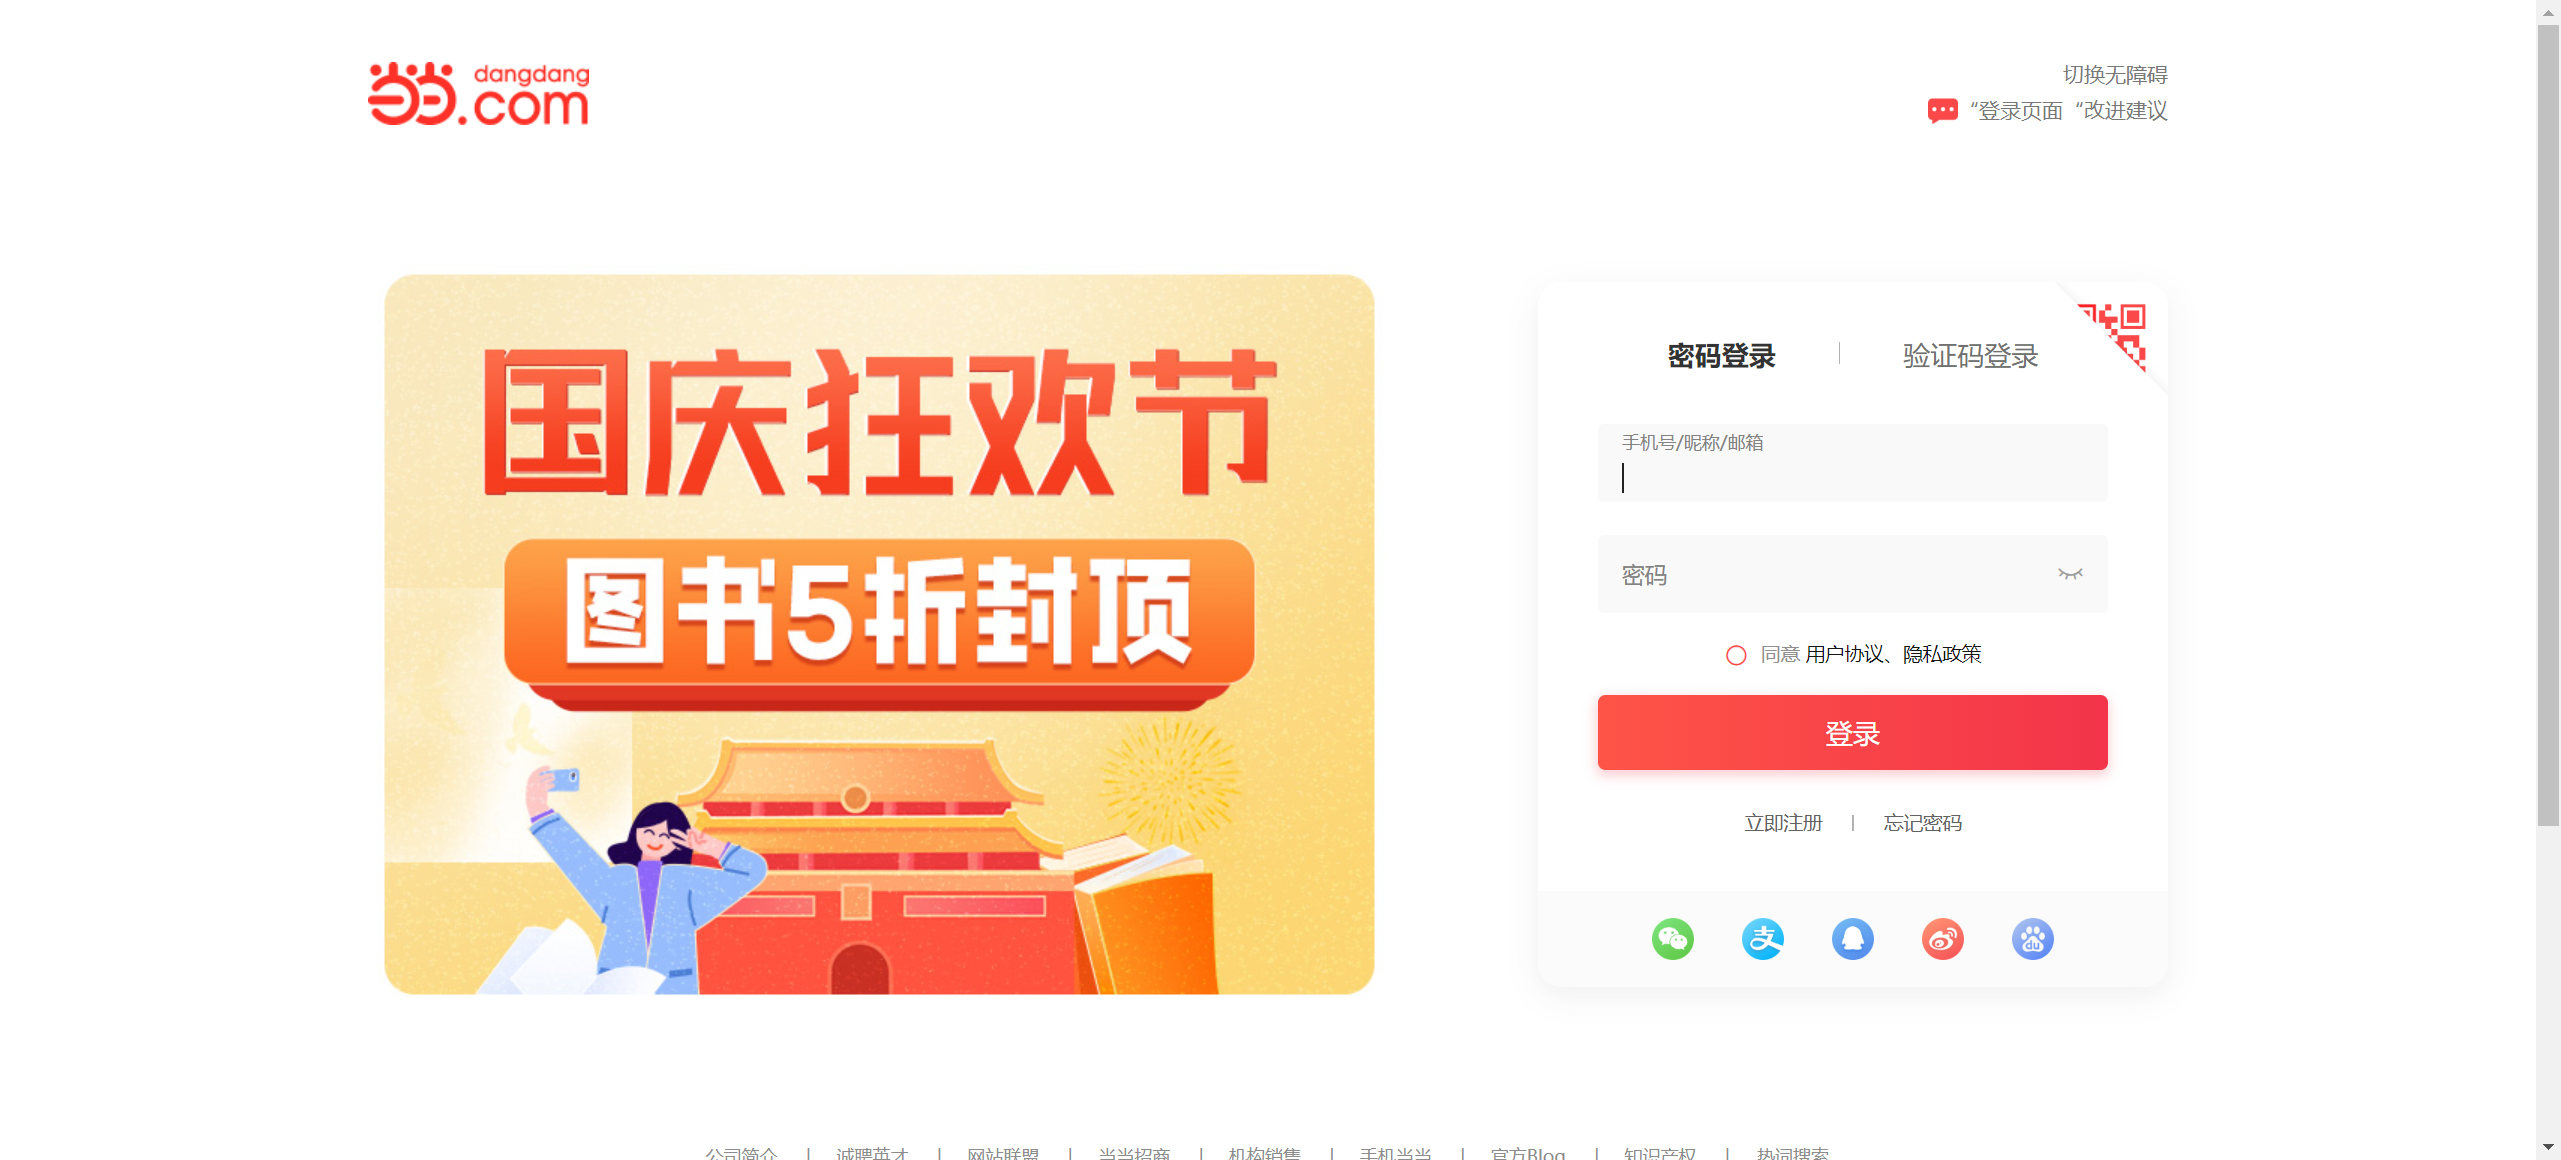 dangdang
.com
切换无障碍
“登录页面“改进建议
国庆狂欢节
图书5折封顶
密码登录
验证码登录
手机号/昵称/邮箱
密码
同意 用户协议、隐私政策
登录
立即注册 | 忘记密码
支
du
公司简介 | 诚聘英才 | 网站联盟 | 当当招商 | 机构销售 | 手机当当 | 官方Blog | 知识产权 | 热词搜索